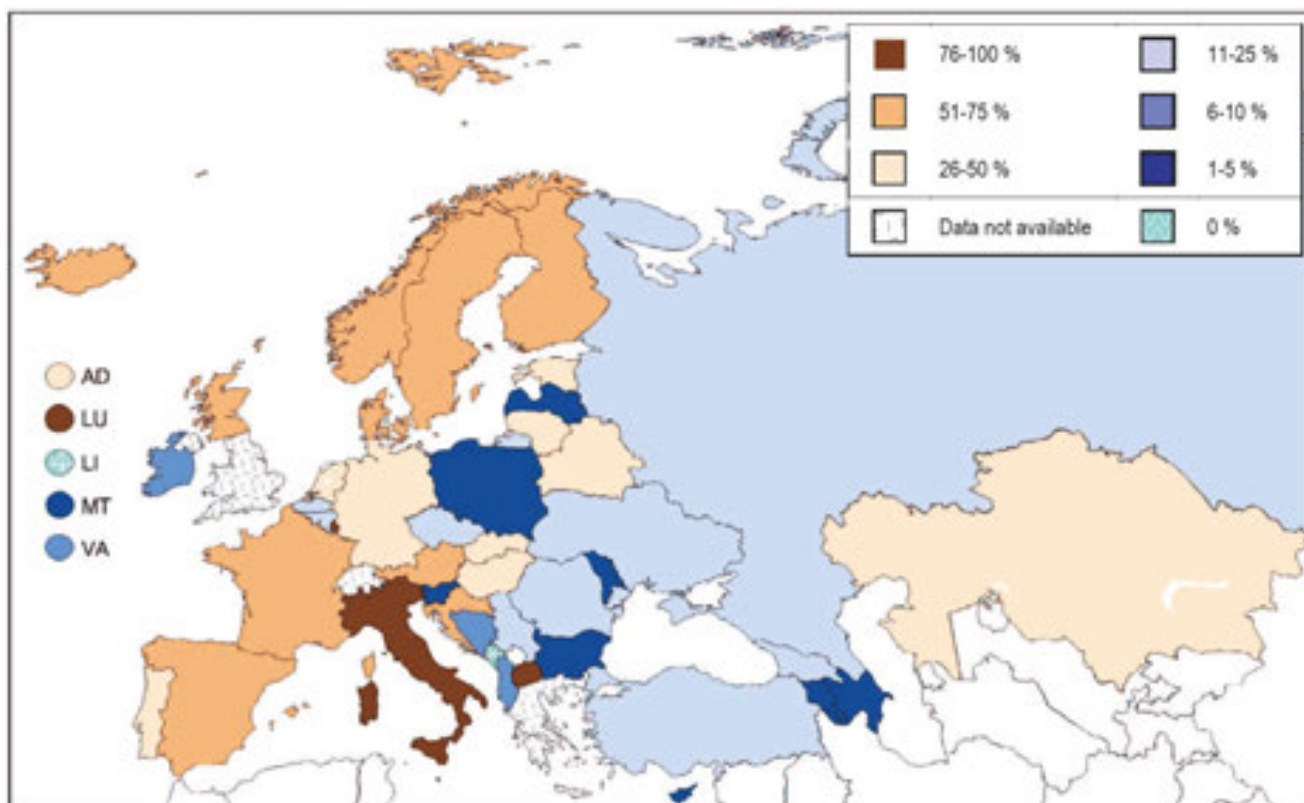 76-100 %
51-75 %
26-50 %
Data not available
11-25 %
6-10 %
1-5 %
0 %
AD
LU
LI
MT
VA